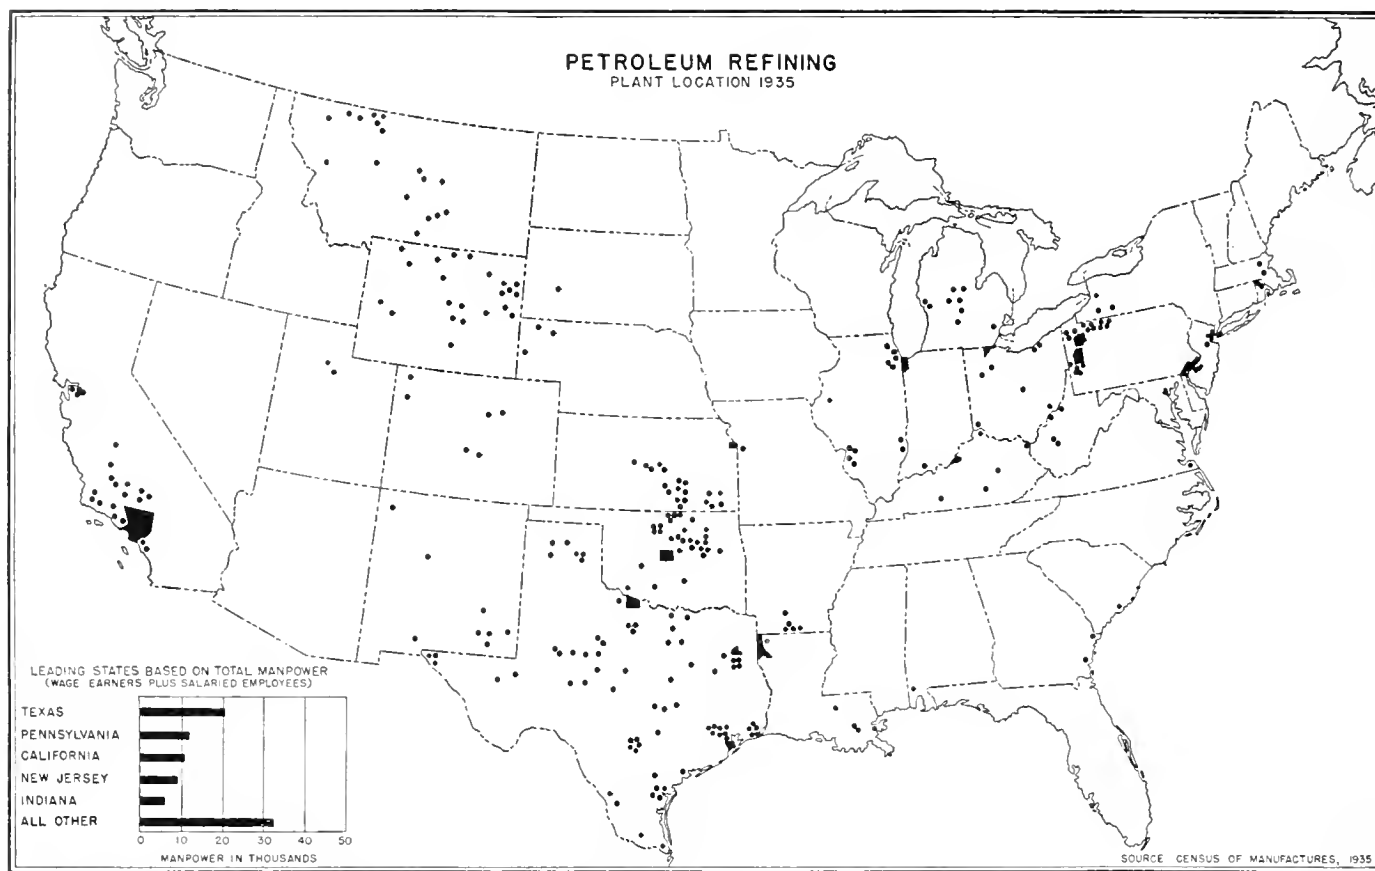 PETROLEUM REFINING
PLANT LOCATION 1935
LEADING STATES BASED ON TOTAL MANPOWER
(WAGE EARNERS PLUS SALARIED EMPLOYEES)
TEXAS
PENNSYLVANIA
CALIFORNIA
NEW JERSEY
INDIANA
ALL OTHER
0 10 20 30 40 50
MANPOWER IN THOUSANDS
SOURCE CENSUS OF MANUFACTURES, 1935